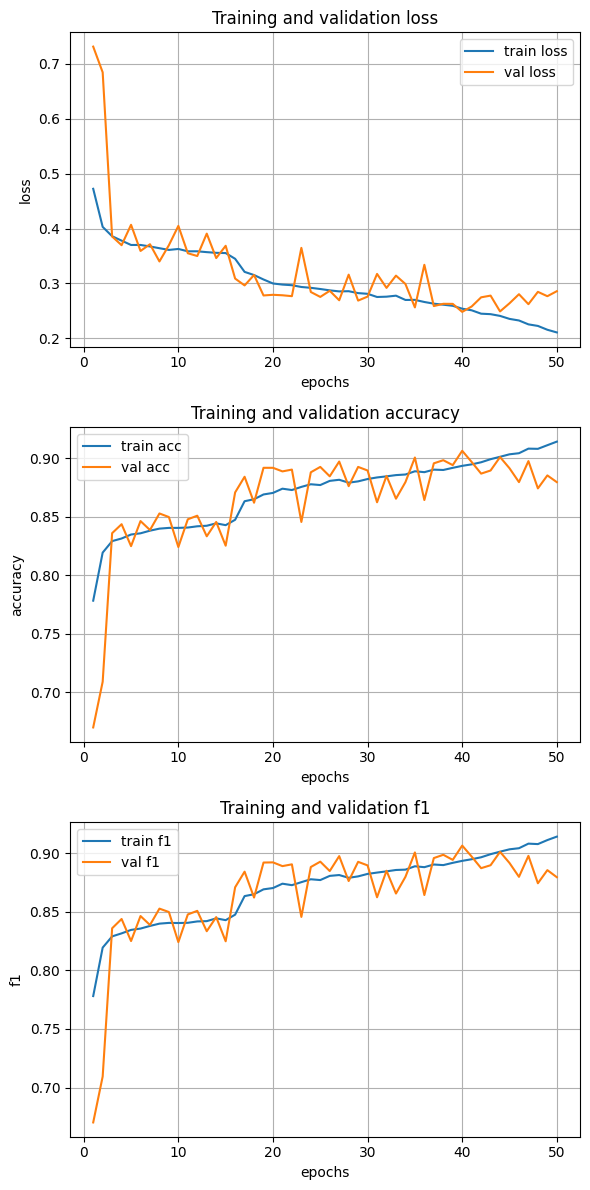 Training and validation loss
train loss
val loss
0.7
0.6
0.5
0.4
0.3
0.2
loss
0
10
20
30
40
50
epochs
Training and validation accuracy
train acc
val acc
0.90
0.85
0.80
0.75
0.70
accuracy
0
10
20
30
40
50
epochs
Training and validation f1
train f1
val f1
0.90
0.85
0.80
0.75
0.70
f1
0
10
20
30
40
50
epochs